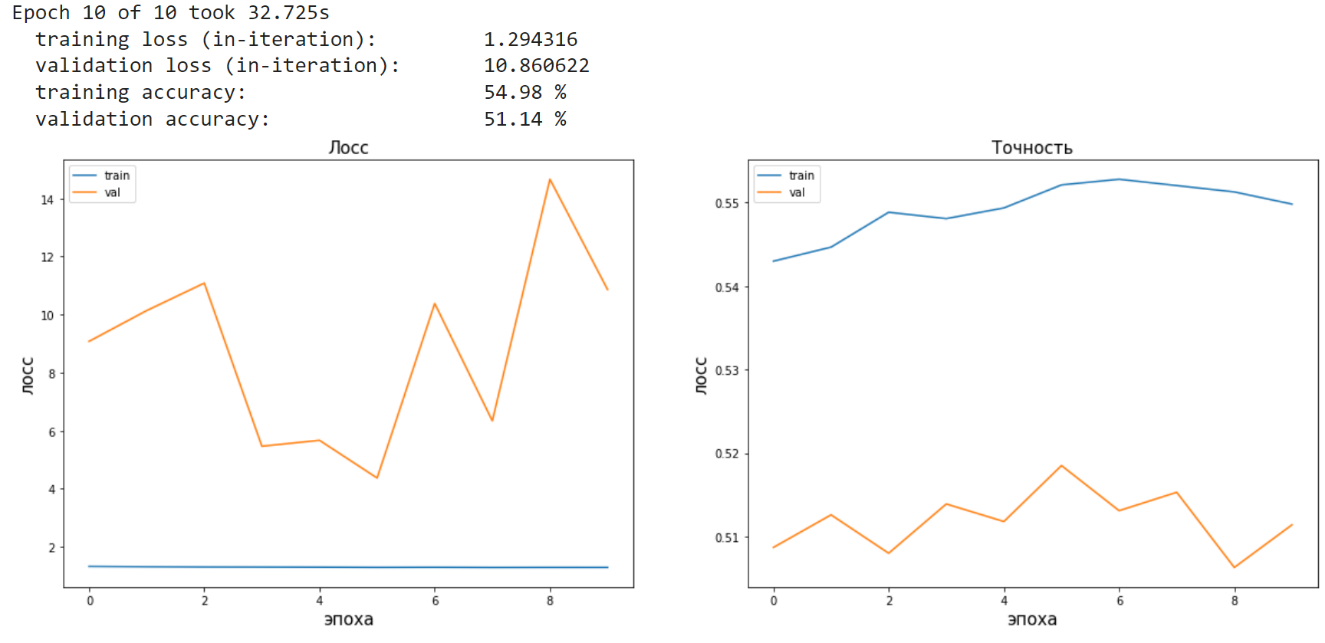 Epoch 10 of 10 took 32.725s
training loss (in-iteration): 1.294316
validation loss (in-iteration): 10.860622
training accuracy: 54.98 %
validation accuracy: 51.14 %
Лосс
train
val
14
12
10
8
6
4
2
лосс
0
2
4
6
8
эпоха
Точность
train
val
0.55
0.54
0.53
0.52
0.51
лосс
0
2
4
6
8
эпоха